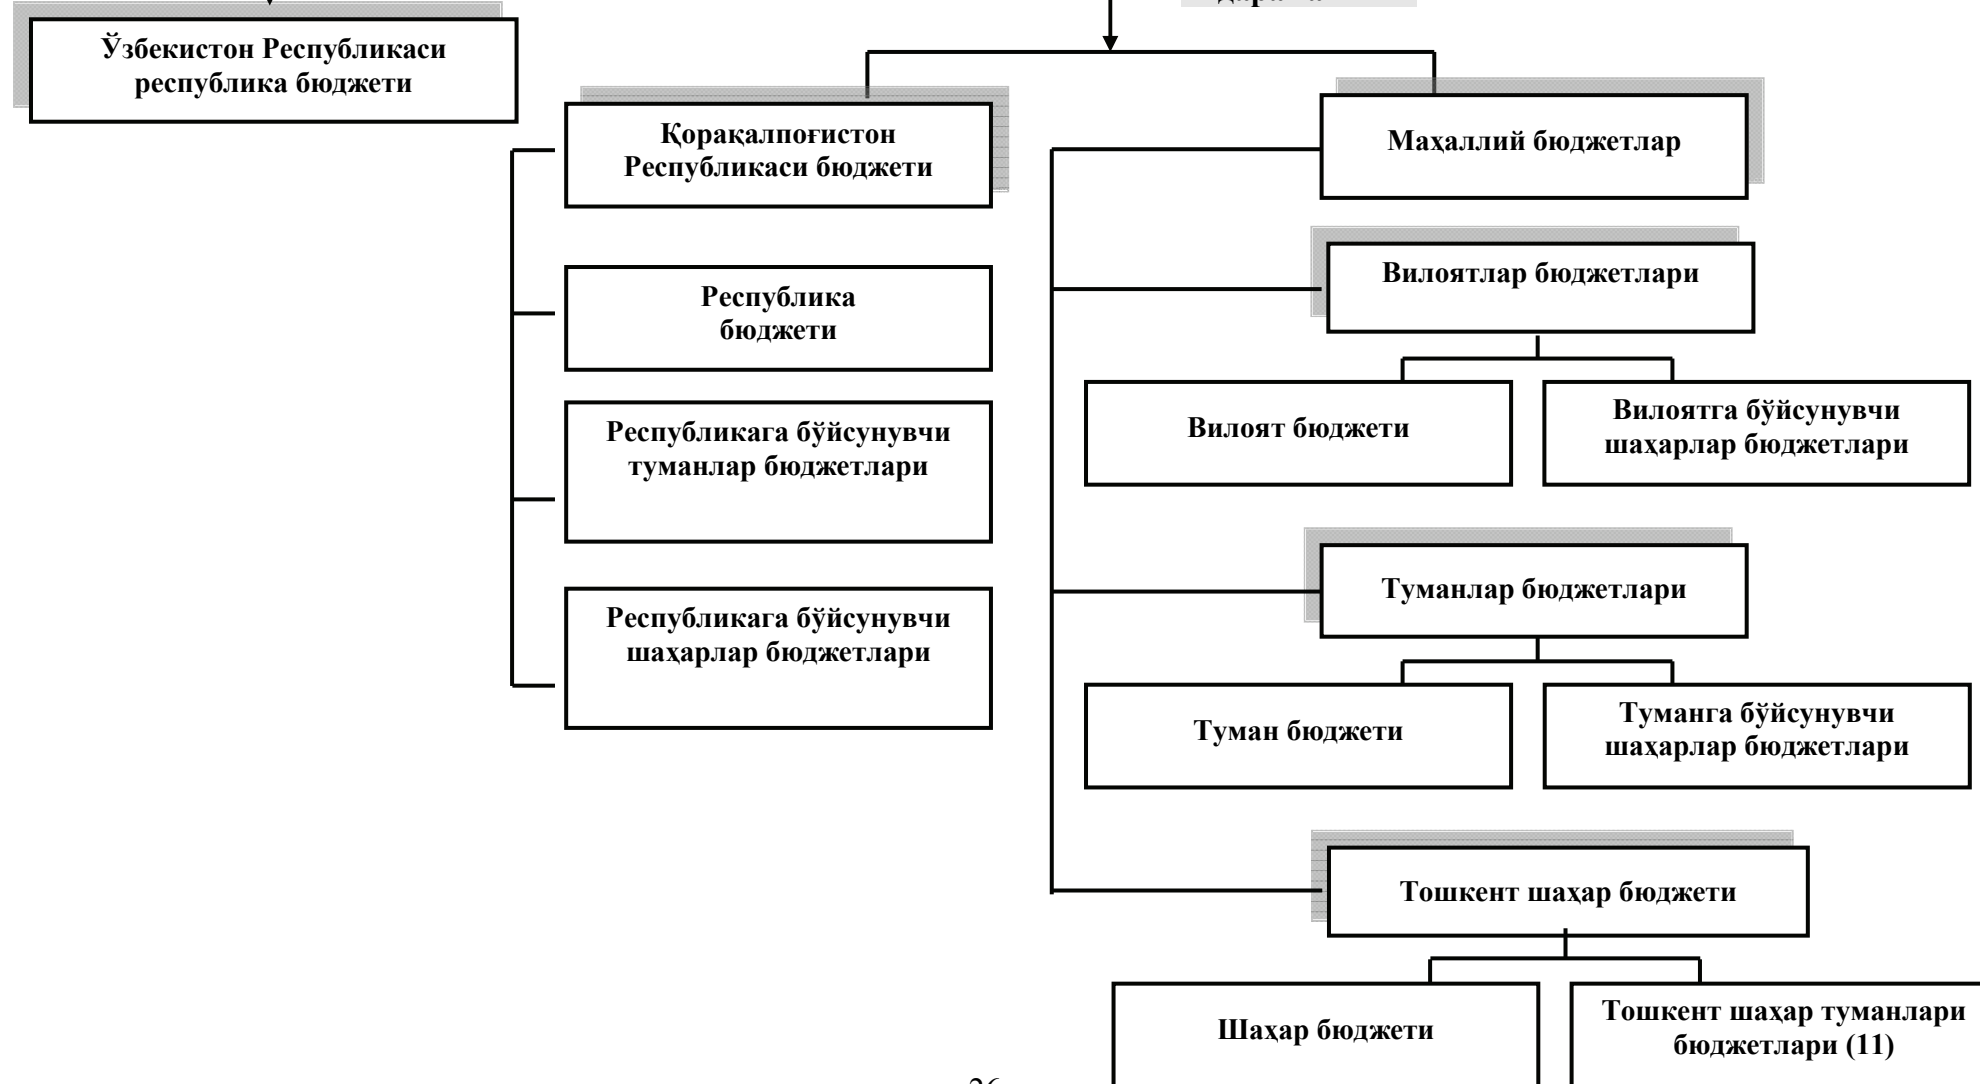 Ўзбекистон Республикаси
республика бюджети
Қорақалпоғистон
Республикаси бюджети
Республика
бюджети
Республикага бўйсунувчи
туманлар бюджетлари
Республикага бўйсунувчи
шаҳарлар бюджетлари
Маҳаллий бюджетлар
Вилоятлар бюджетлари
Вилоят бюджети
Вилоятга бўйсунувчи
шаҳарлар бюджетлари
Туманлар бюджетлари
Туман бюджети
Туманга бўйсунувчи
шаҳарлар бюджетлари
Тошкент шаҳар бюджети
Шаҳар бюджети
Тошкент шаҳар туманлари
бюджетлари (11)